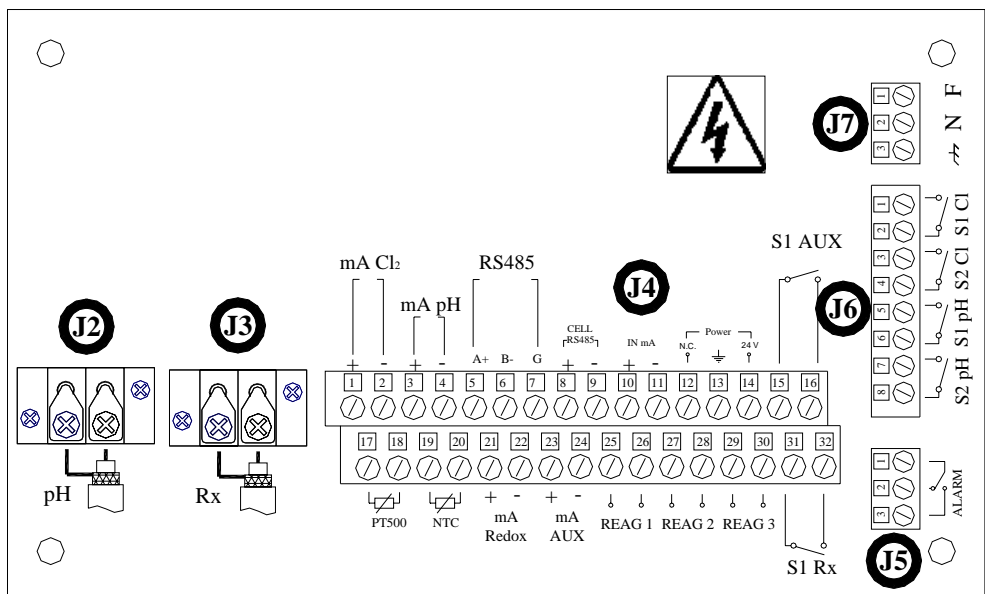 J7
1 F
2 N
3
J6
1
2 S1 Cl
3
4 S2 Cl
5
6 S1 pH
7
8 S2 pH
J5
1
2 ALARM
3
J2
pH
J3
Rx
J4
mA Cl2
mA pH
RS485
CELL
RS485
IN mA
Power
S1 AUX
+ - + - A+ B- G + - + - N.C. 24 V
1 2 3 4 5 6 7 8 9 10 11 12 13 14 15 16
17 18 19 20 21 22 23 24 25 26 27 28 29 30 31 32
PT500 NTC
+ -
mA
Redox
+ -
mA
AUX
REAG 1 REAG 2 REAG 3
S1 Rx